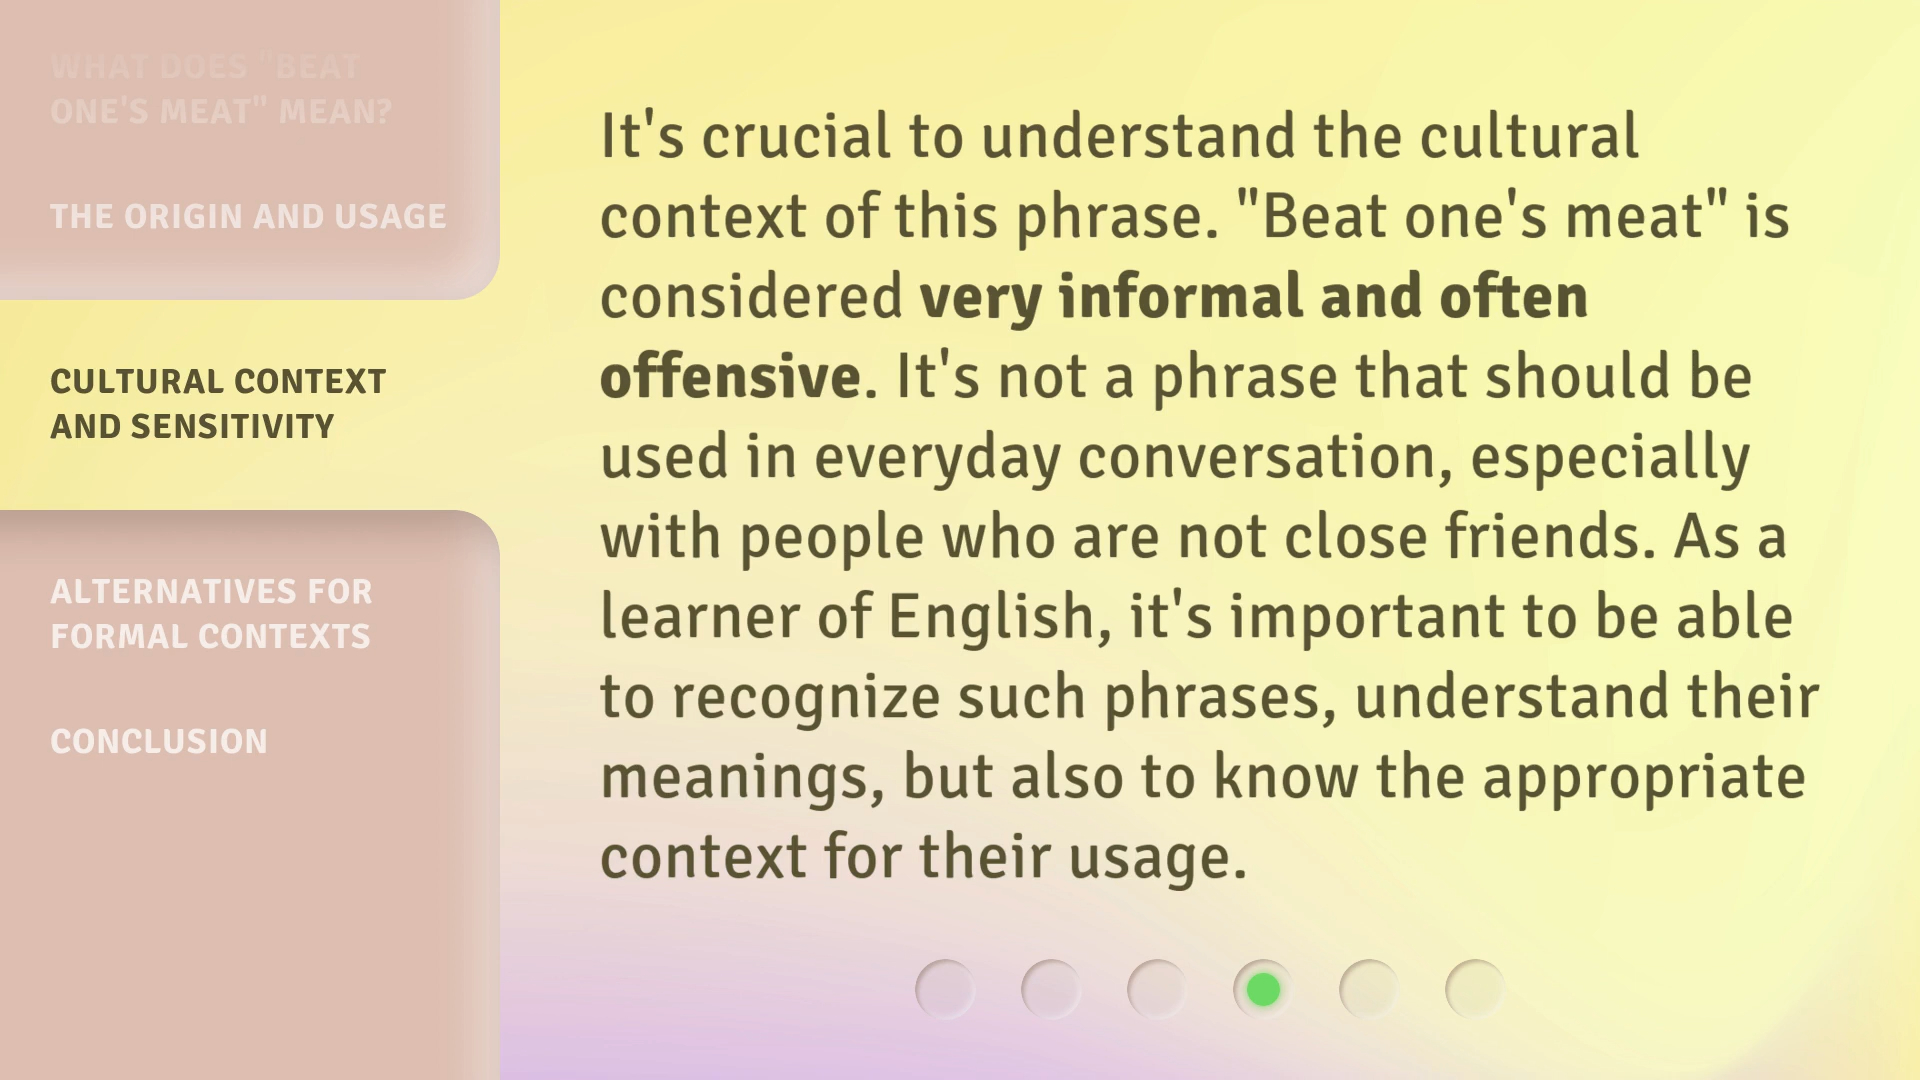 WHAT DOES "BEAT
ONE'S MEAT" MEAN?
THE ORIGIN AND USAGE
CULTURAL CONTEXT
AND SENSITIVITY
ALTERNATIVES FOR
FORMAL CONTEXTS
CONCLUSION
It's crucial to understand the cultural
context of this phrase. "Beat one's meat" is
considered very informal and often
offensive. It's not a phrase that should be
used in everyday conversation, especially
with people who are not close friends. As a
learner of English, it's important to be able
to recognize such phrases, understand their
meanings, but also to know the appropriate
context for their usage.